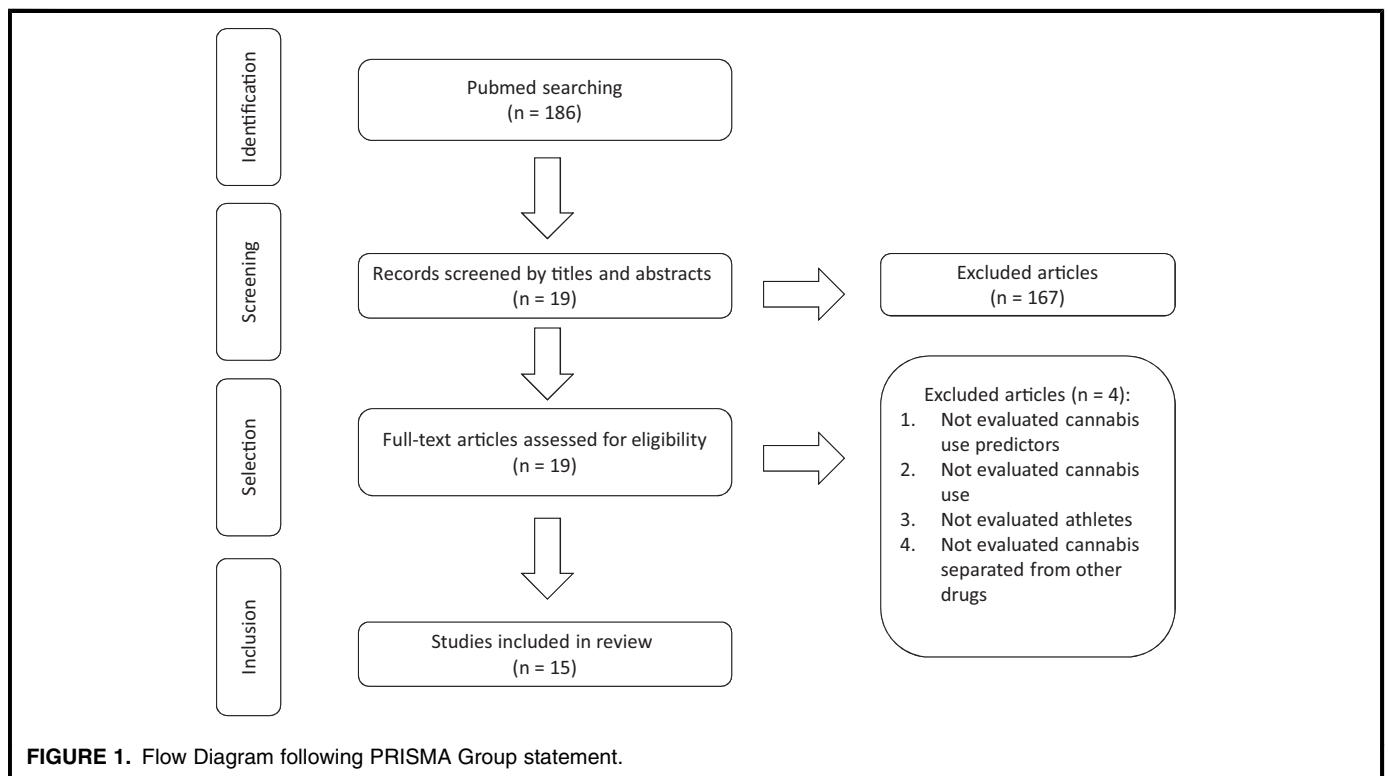 Identification
Pubmed searching
(n = 186)
Screening
Records screened by titles and abstracts
(n = 19)
Excluded articles
(n = 167)
Selection
Full-text articles assessed for eligibility
(n = 19)
Excluded articles (n = 4):
1. Not evaluated cannabis
use predictors
2. Not evaluated cannabis
use
3. Not evaluated athletes
4. Not evaluated cannabis
separated from other
drugs
Inclusion
Studies included in review
(n = 15)
FIGURE 1. Flow Diagram following PRISMA Group statement.